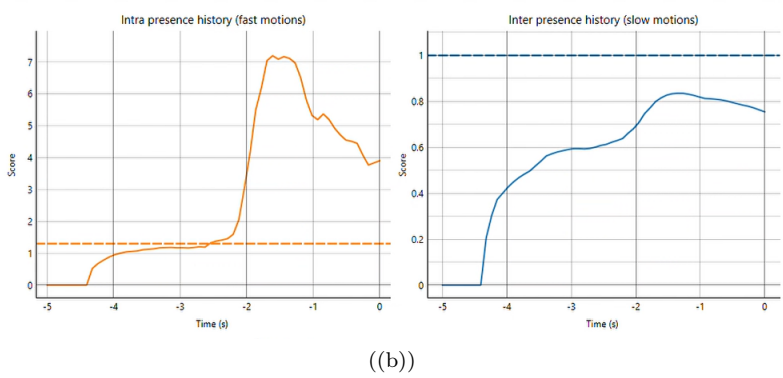 Intra presence history (fast motions)
7
6
5
4
3
2
1
0
Score
-5 -4 -3 -2 -1 0
Time (s)
Inter presence history (slow motions)
1
0.8
0.6
0.4
0.2
0
Score
-5 -4 -3 -2 -1 0
Time (s)
((b))